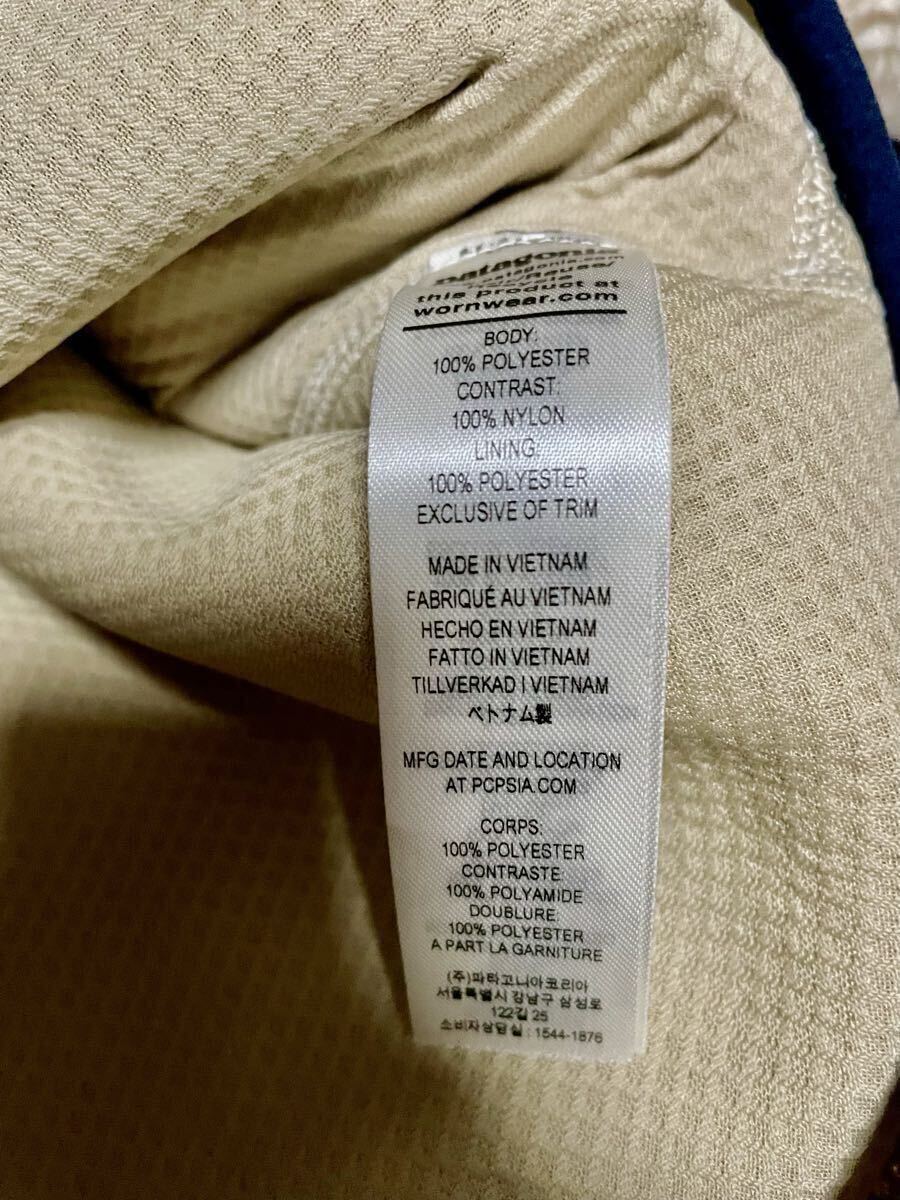 patagonia
patagonia.com
this product at
wornwear.com
BODY:
100% POLYESTER
CONTRAST:
100% NYLON
LINING:
100% POLYESTER
EXCLUSIVE OF TRIM
MADE IN VIETNAM
FABRIQUÉ AU VIETNAM
HECHO EN VIETNAM
FATTO IN VIETNAM
TILLVERKAD I VIETNAM
ベトナム製
MFG DATE AND LOCATION
AT PCPSIA.COM
CORPS:
100% POLYESTER
CONTRASTE:
100% POLYAMIDE
DOUBLURE:
100% POLYESTER
A PART LA GARNITURE
(주)파타고니아코리아
서울특별시 강남구 삼성로
122길 25
소비자상담실 : 1544-1876